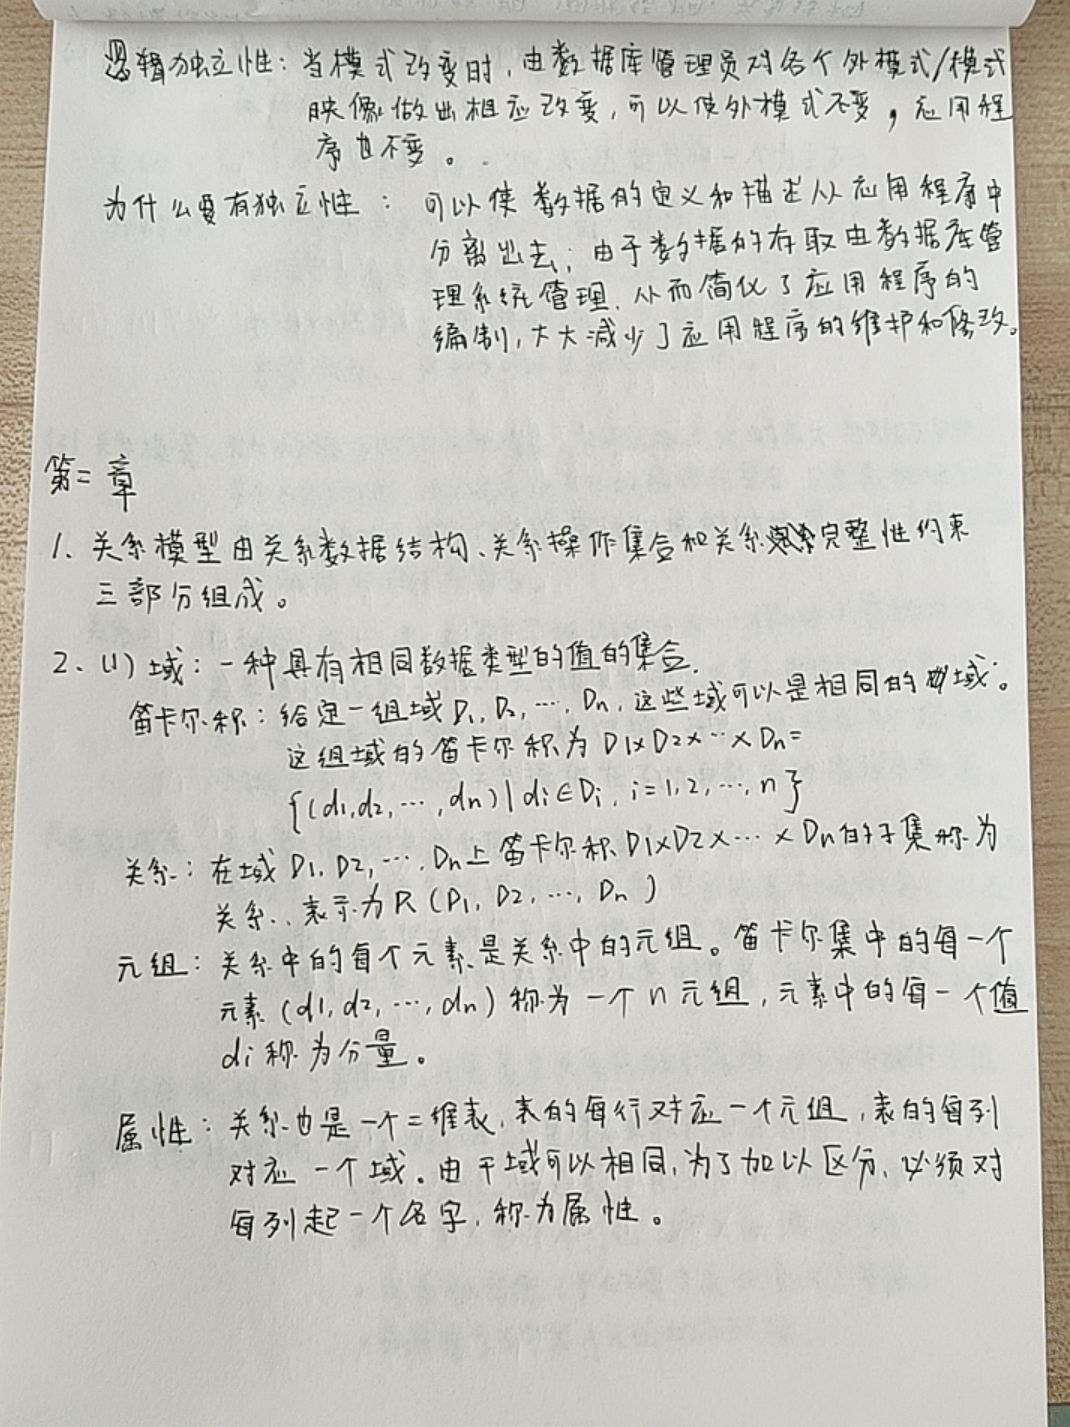 逻辑独立性：当模式改变时，由数据库管理员对各个外模式/模式
映像做出相应改变，可以使外模式不变，应用程
序也不变。
为什么要有独立性：可以使数据的定义和描述从应用程序中
分离出去；由于数据的存取由数据库管
理系统管理，从而简化了应用程序的
编制，大大减少了应用程序的维护和修改。
第二章
1、关系模型由关系数据结构、关系操作集合和关系完整性约束
三部分组成。
2、(1) 域：一种具有相同数据类型的值的集合.
笛卡尔积：给定一组域D1, D2, …, Dn, 这些域可以是相同的域。
这组域的笛卡尔积为 D1×D2×…×Dn=
{(d1,d2,…,dn)|di∈Di, i=1,2,…,n}
关系：在域D1, D2, …, Dn上笛卡尔积D1×D2×…×Dn的子集称为
关系., 表示为R(D1, D2, …, Dn)
元组：关系中的每个元素是关系中的元组。笛卡尔集中的每一个
元素(d1, d2, …, dn)称为一个n元组, 元素中的每一个值
di称为分量。
属性：关系也是一个二维表, 表的每行对应一个元组, 表的每列
对应一个域。由于域可以相同, 为了加以区分, 必须对
每列起一个名字, 称为属性。